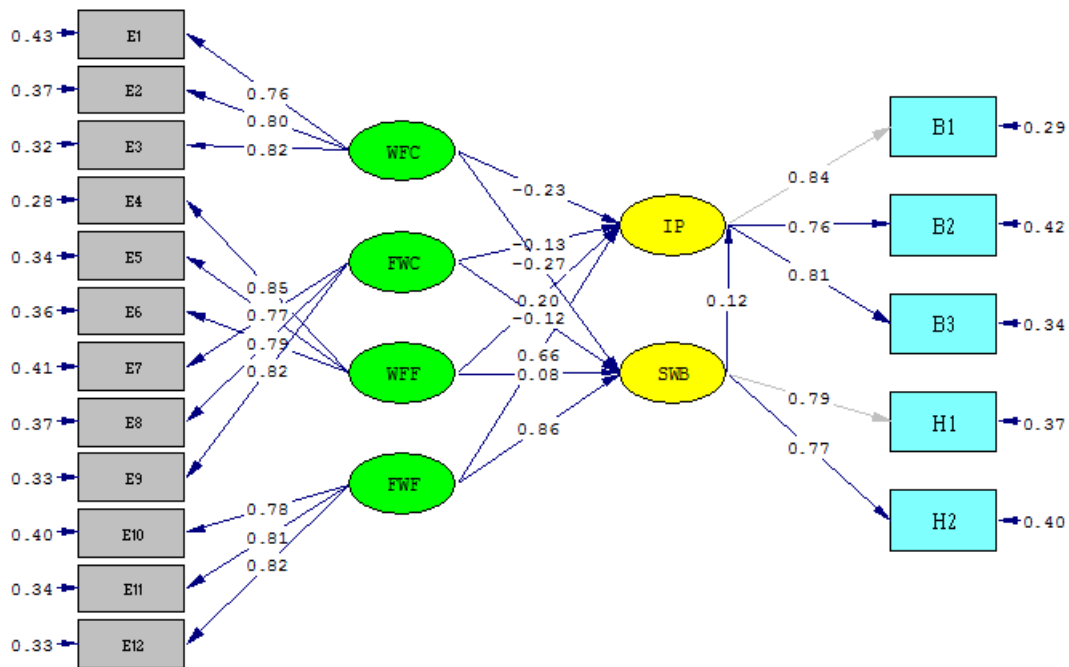 0.43 E1
0.37 E2
0.32 E3
0.28 E4
0.34 E5
0.36 E6
0.41 E7
0.37 E8
0.33 E9
0.40 E10
0.34 E11
0.33 E12
0.76
0.80
0.82
0.85
0.77
0.79
0.82
0.78
0.81
0.82
WFC
FWC
WFF
FWF
-0.23
-0.13
-0.27
0.20
-0.12
0.66
0.08
0.86
IP
0.12
SWB
0.84
0.76
0.81
0.79
0.77
B1 0.29
B2 0.42
B3 0.34
H1 0.37
H2 0.40